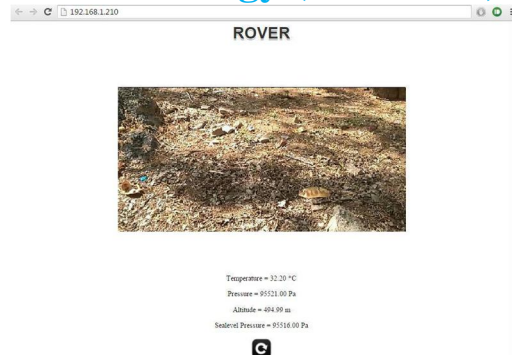 192.168.1.210
ROVER
Temperature = 32.20 *C
Pressure = 95521.00 Pa
Altitude = 494.99 m
Sealevel Pressure = 95516.00 Pa